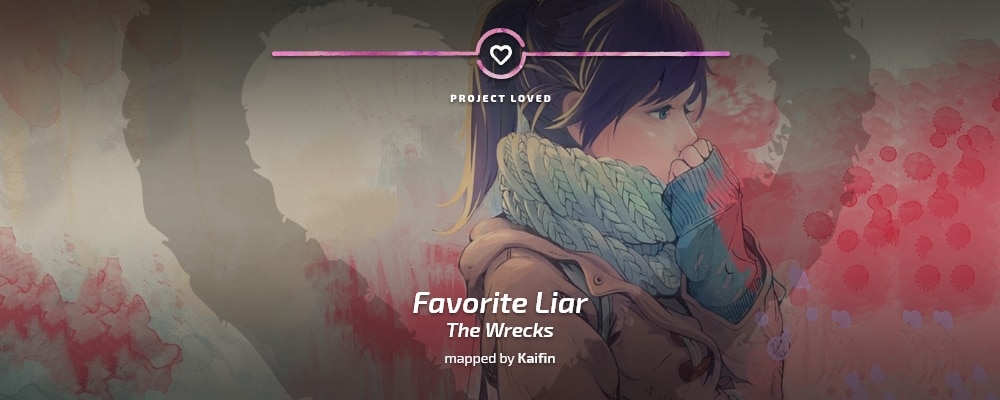 PROJECT LOVED
Favorite Liar
The Wrecks
mapped by Kaifin